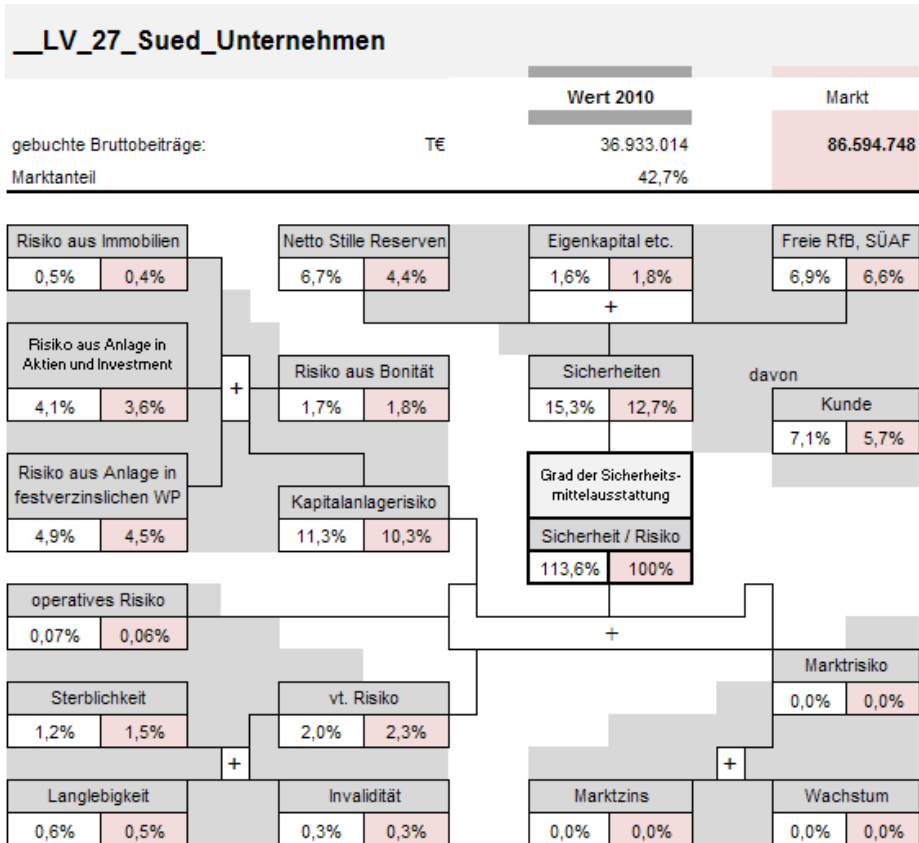 __LV_27_Sued_Unternehmen
Wert 2010 Markt
gebuchte Bruttobeiträge: T€ 36.933.014 86.594.748
Marktanteil 42,7%
Risiko aus Immobilien Netto Stille Reserven Eigenkapital etc. Freie RfB, SÜAF
0,5% 0,4% 6,7% 4,4% 1,6% 1,8% 6,9% 6,6%
+
Risiko aus Anlage in
Aktien und Investment
Risiko aus Bonität Sicherheiten davon
+
4,1% 3,6% 1,7% 1,8% 15,3% 12,7% Kunde
7,1% 5,7%
Risiko aus Anlage in
festverzinslichen WP
Grad der Sicherheits-
mittelausstattung
Kapitalanlagerisiko
4,9% 4,5% 11,3% 10,3% Sicherheit / Risiko
113,6% 100%
operatives Risiko
0,07% 0,06% +
Marktrisiko
Sterblichkeit vt. Risiko 0,0% 0,0%
1,2% 1,5% 2,0% 2,3%
+ +
Langlebigkeit Invalidität Marktzins Wachstum
0,6% 0,5% 0,3% 0,3% 0,0% 0,0% 0,0% 0,0%